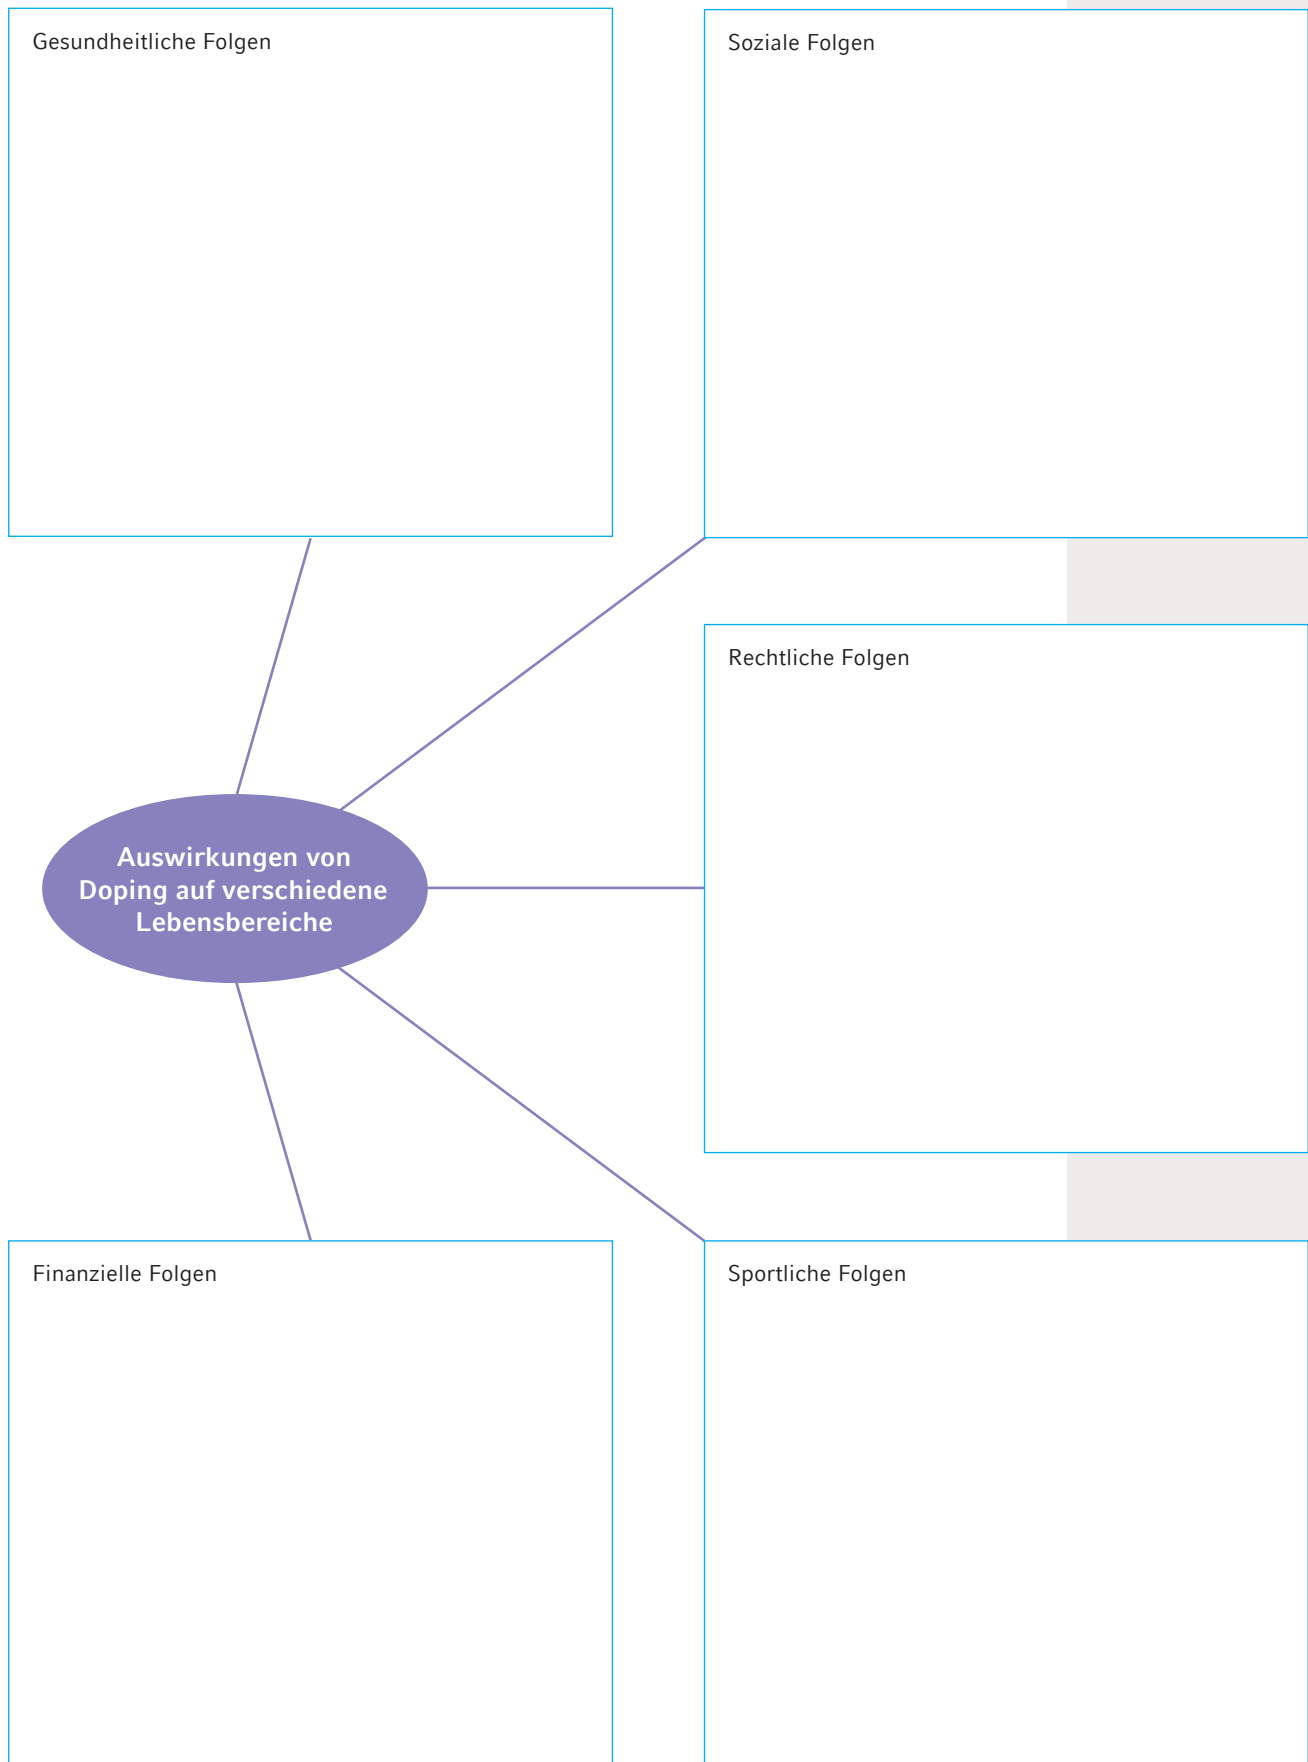 Gesundheitliche Folgen
Soziale Folgen
Rechtliche Folgen
Auswirkungen von
Doping auf verschiedene
Lebensbereiche
Finanzielle Folgen
Sportliche Folgen